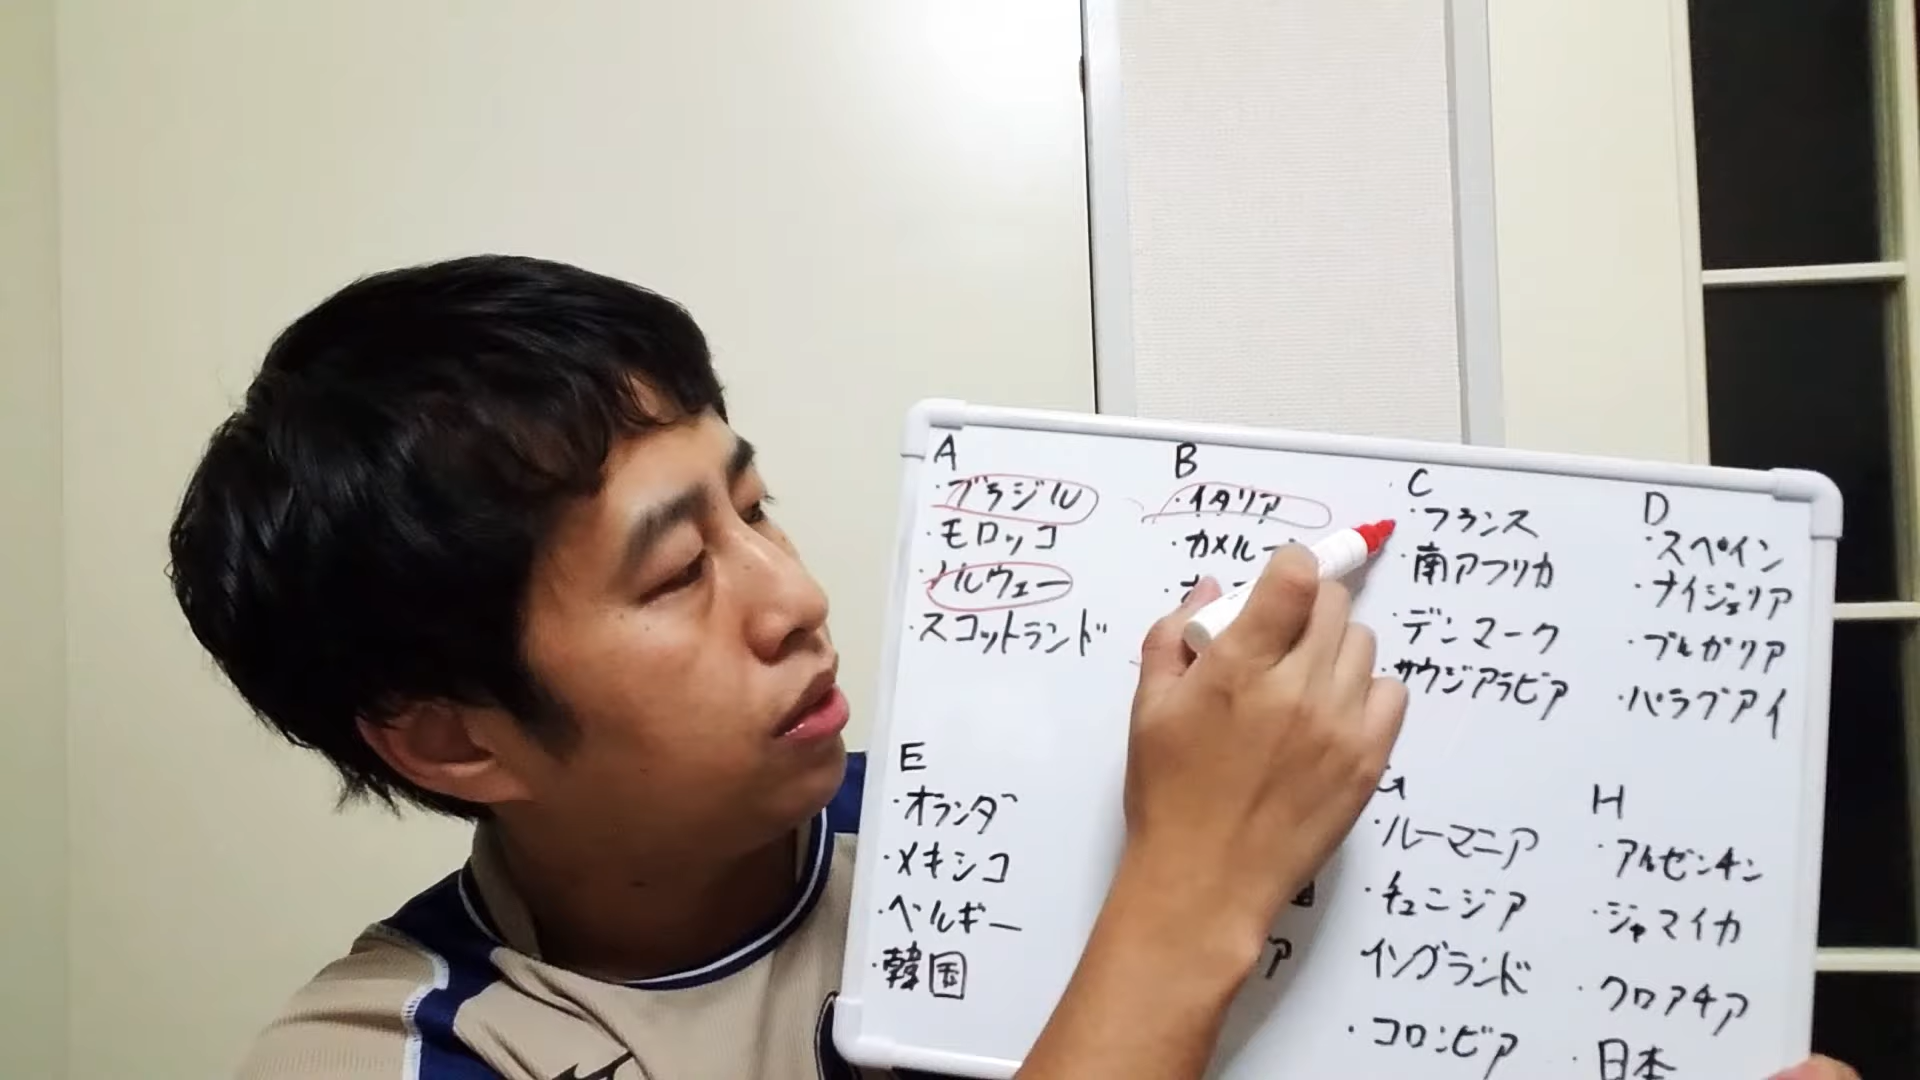 A
・ブラジル
・モロッコ
・ノルウェー
・スコットランド
B
・イタリア
・カメルー
C
・フランス
・南アフリカ
・デンマーク
・サウジアラビア
D
・スペイン
・ナイジェリア
・ブルガリア
・パラグアイ
E
・オランダ
・メキシコ
・ベルギー
・韓国
G
・ルーマニア
・チュニジア
イングランド
・コロンビア
H
・アルゼンチン
・ジャマイカ
・クロアチア
・日本